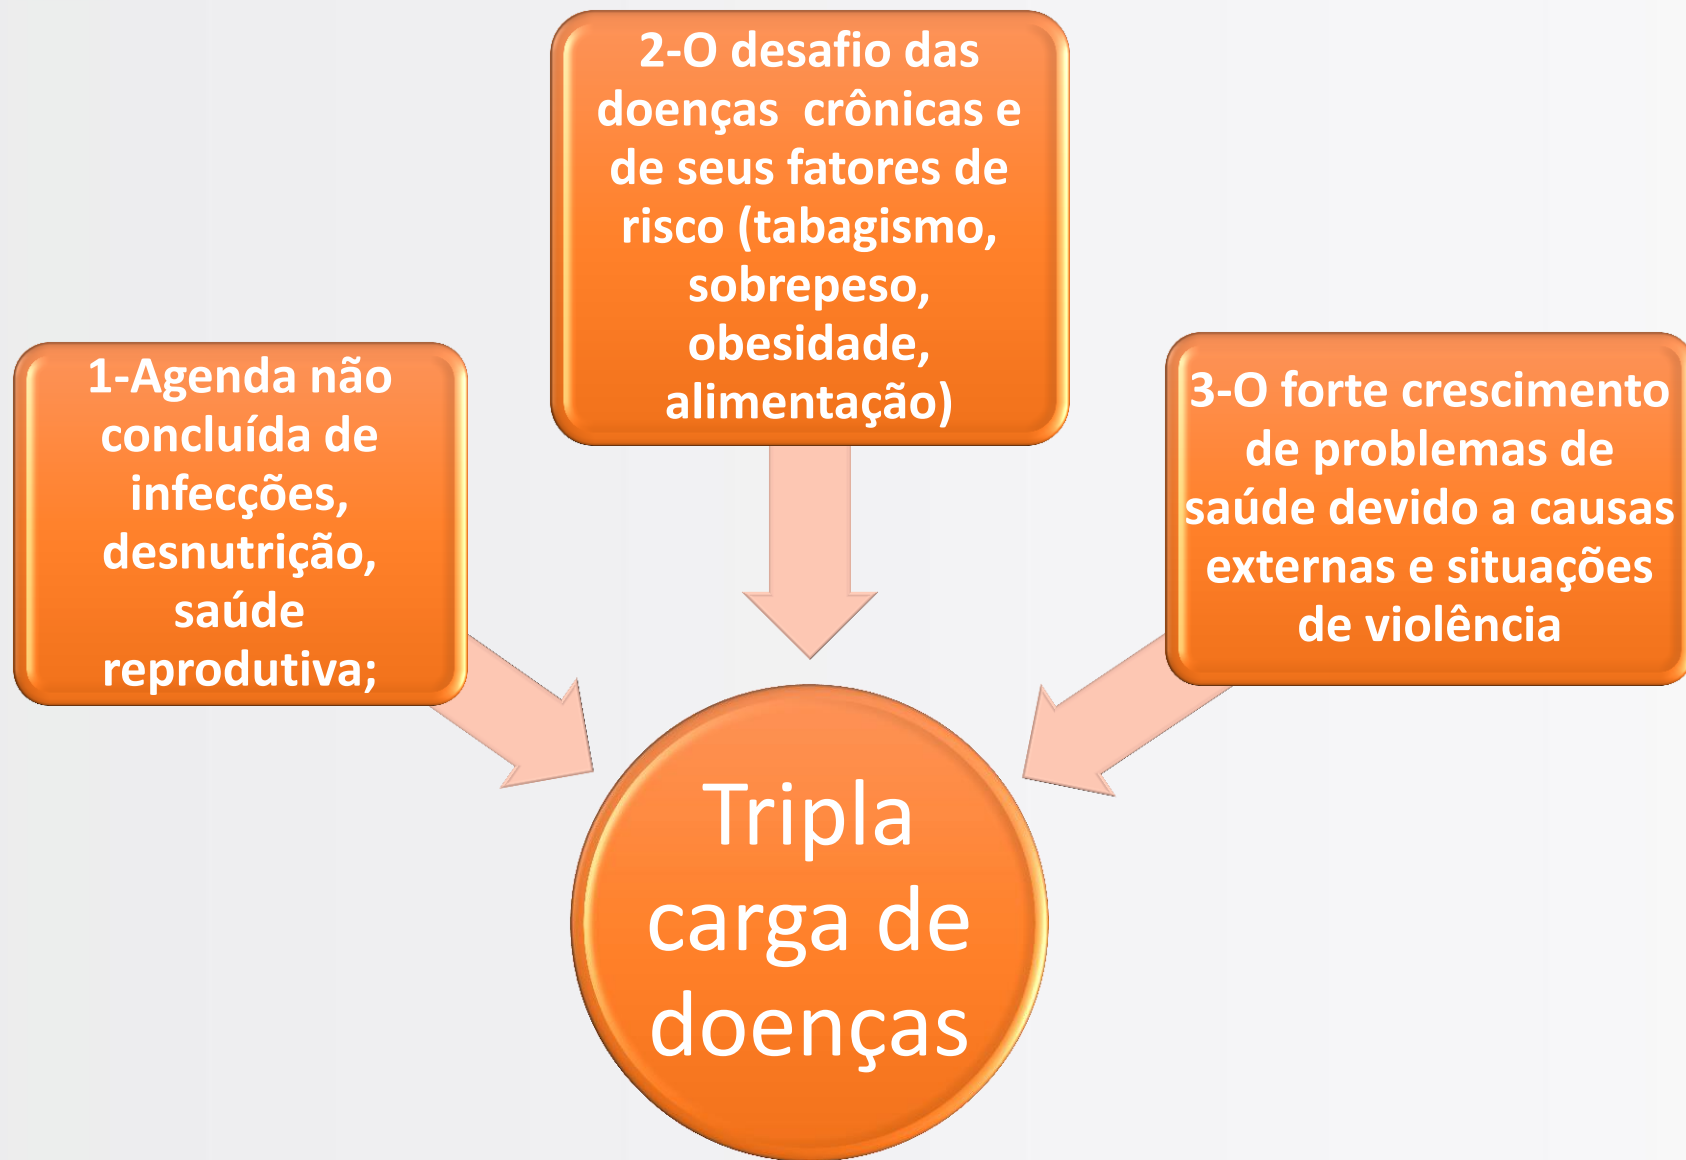 1-Agenda não
concluída de
infecções,
desnutrição,
saúde
reprodutiva;
2-O desafio das
doenças  crônicas e
de seus fatores de
risco (tabagismo,
sobrepeso,
obesidade,
alimentação)
3-O forte crescimento
de problemas de
saúde devido a causas
externas e situações
de violência
Tripla
carga de
doenças